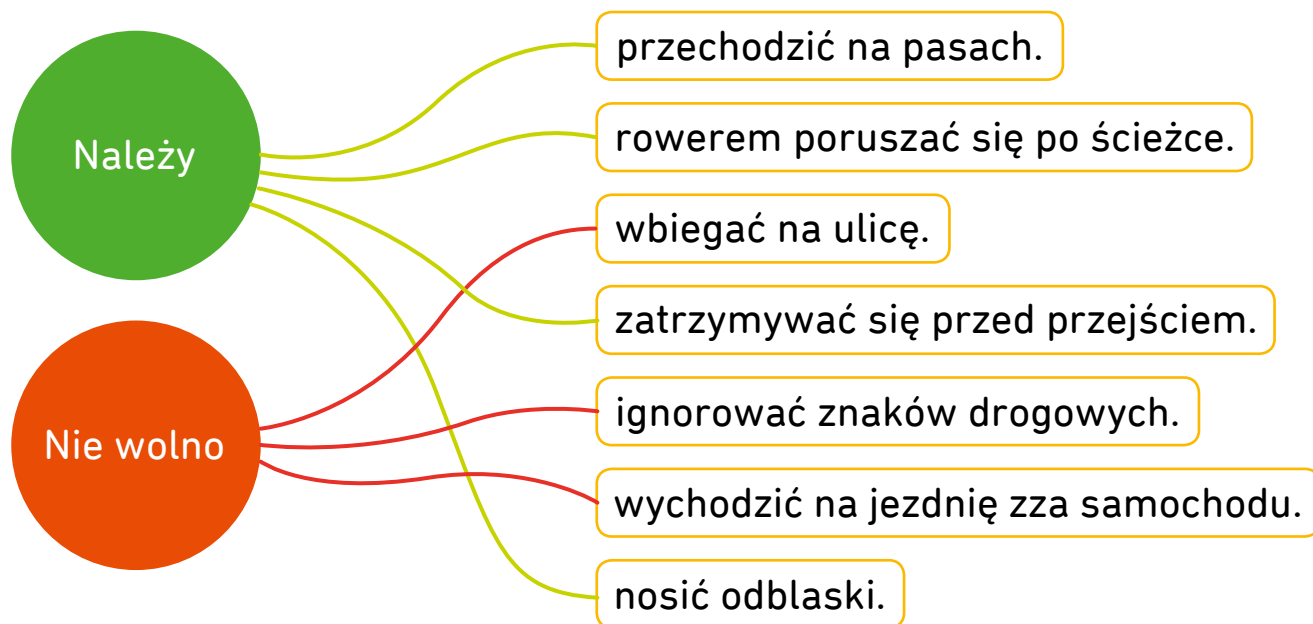 Należy
Nie wolno
przechodzić na pasach.
rowerem poruszać się po ścieżce.
wbiegać na ulicę.
zatrzymywać się przed przejściem.
ignorować znaków drogowych.
wychodzić na jezdnię zza samochodu.
nosić odblaski.